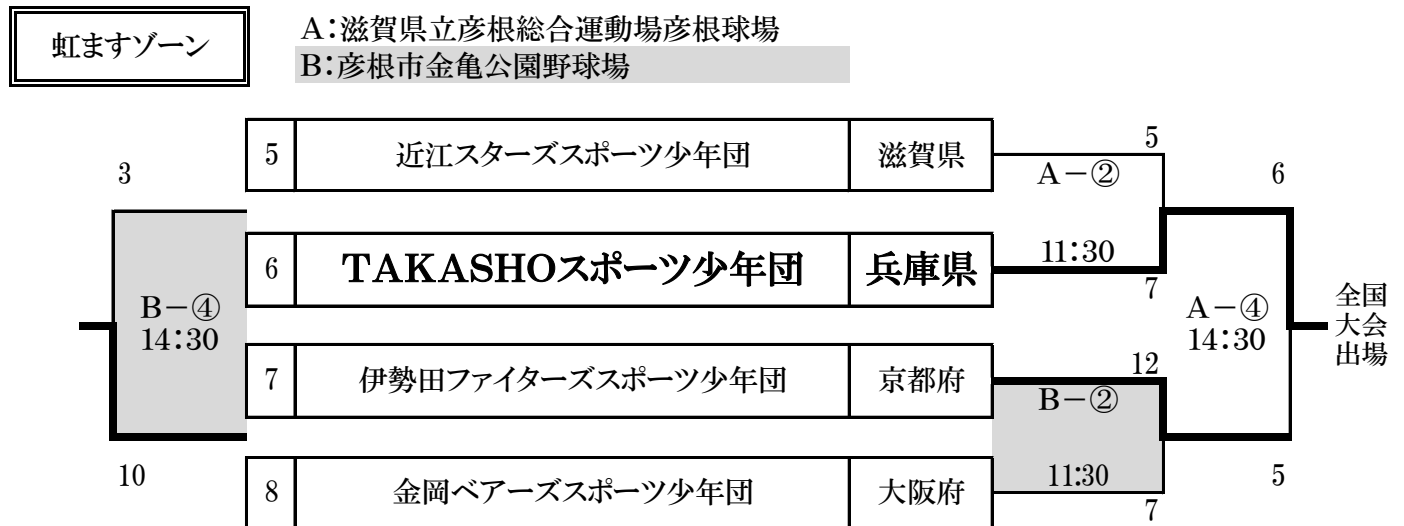 虹ますゾーン
A:滋賀県立彦根総合運動場彦根球場
B:彦根市金亀公園野球場
5 近江スターズスポーツ少年団 滋賀県
6 TAKASHOスポーツ少年団 兵庫県
7 伊勢田ファイターズスポーツ少年団 京都府
8 金岡ベアーズスポーツ少年団 大阪府
3
B-④
14:30
10
5
A-②
11:30
7
12
B-②
11:30
7
6
A-④
14:30
5
全国
大会
出場